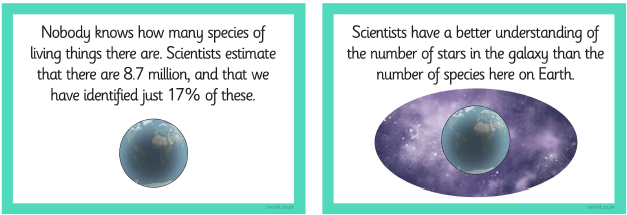 Nobody knows how many species of
living things there are. Scientists estimate
that there are 8.7 million, and that we
have identified just 17% of these.
Scientists have a better understanding of
the number of stars in the galaxy than the
number of species here on Earth.